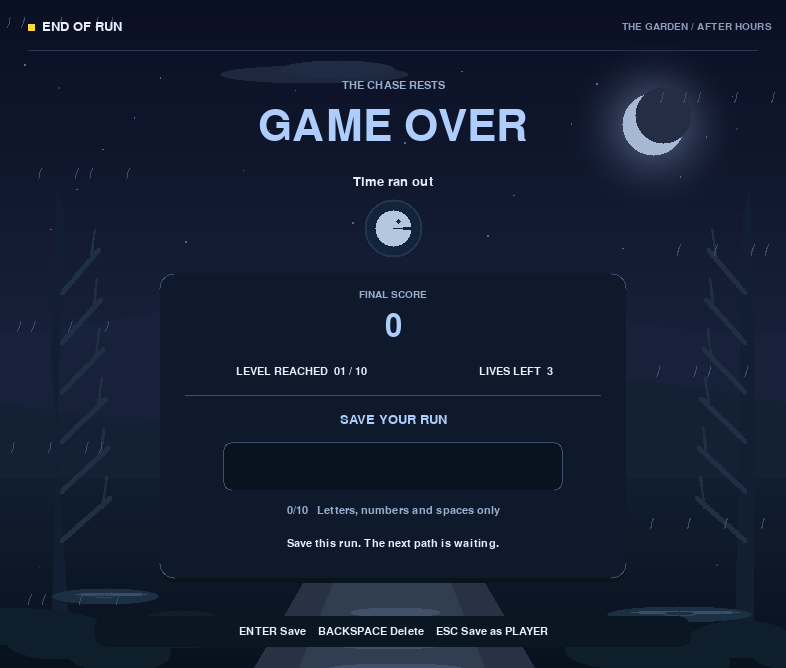 END OF RUN
THE GARDEN / AFTER HOURS
THE CHASE RESTS
GAME OVER
Time ran out
FINAL SCORE
0
LEVEL REACHED 01 / 10 LIVES LEFT 3
SAVE YOUR RUN
0/10 Letters, numbers and spaces only
Save this run. The next path is waiting.
ENTER Save BACKSPACE Delete ESC Save as PLAYER